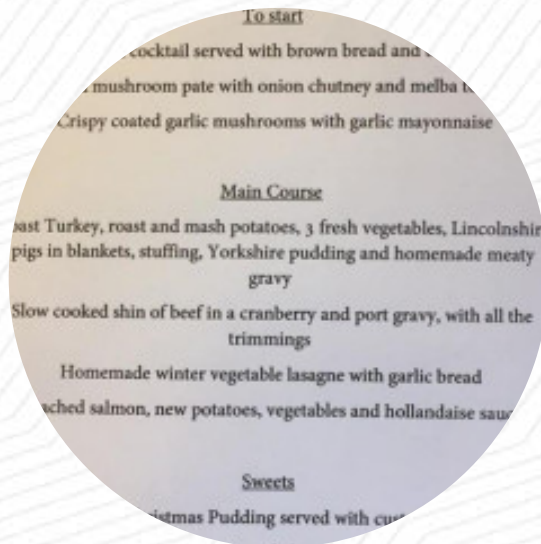 To start
cocktail served with brown bread and
mushroom pate with onion chutney and melba
Crispy coated garlic mushrooms with garlic mayonnaise
Main Course
Turkey, roast and mash potatoes, 3 fresh vegetables,
pigs in blankets, stuffing, Yorkshire pudding and homemade meaty
gravy
Slow cooked shin of beef in a cranberry and port gravy, with all the
trimmings
Homemade winter vegetable lasagne with garlic bread
salmon, new potatoes, vegetables and hollandaise
Sweets
Pudding served with